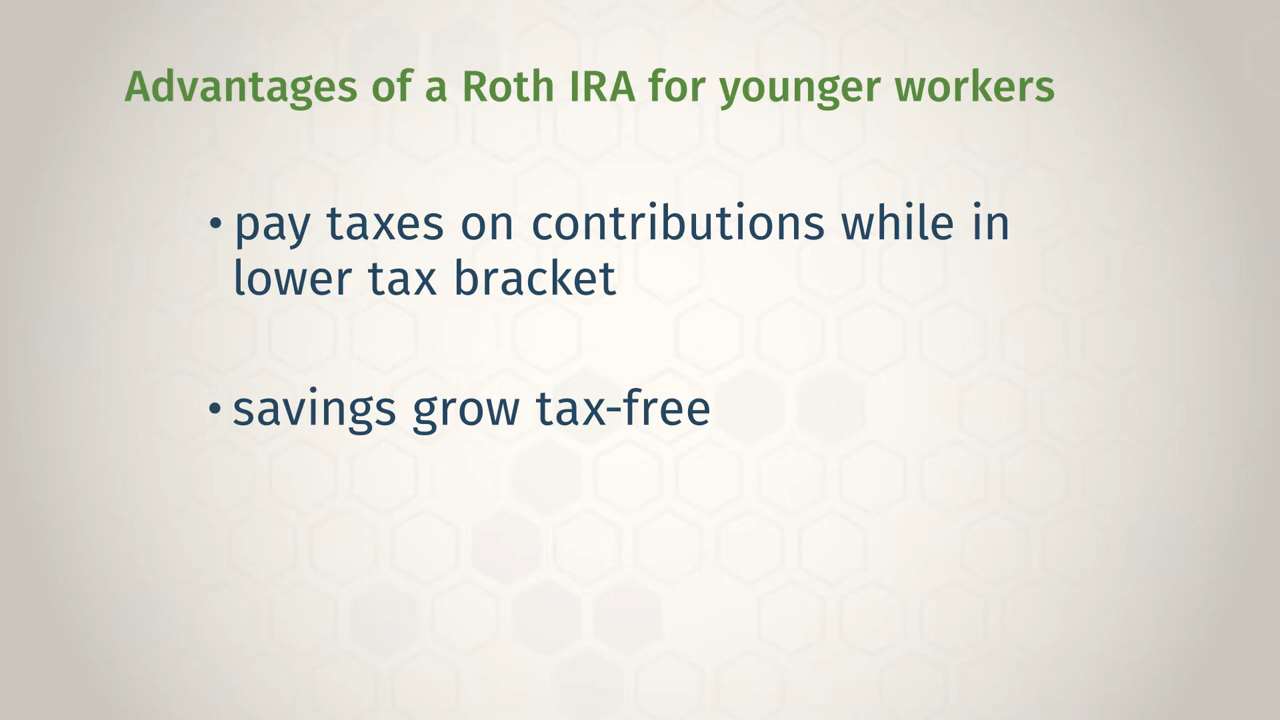 Advantages of a Roth IRA for younger workers
• pay taxes on contributions while in
lower tax bracket
• savings grow tax-free